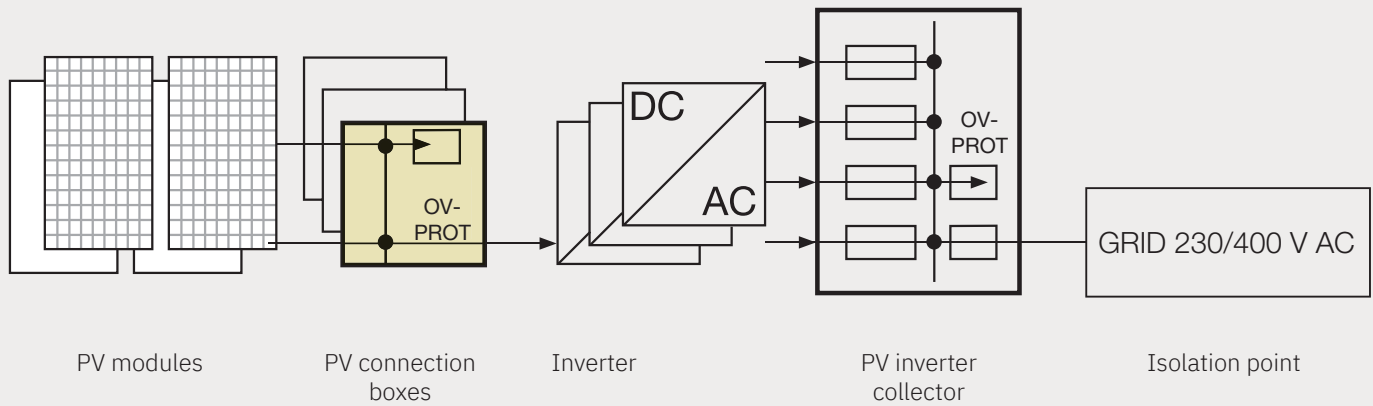 OV-
PROT
DC
AC
OV-
PROT
GRID 230/400 V AC
PV modules
PV connection
boxes
Inverter
PV inverter
collector
Isolation point